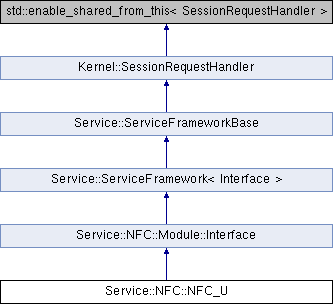 std::enable_shared_from_this< SessionRequestHandler >
Kernel::SessionRequestHandler
Service::ServiceFrameworkBase
Service::ServiceFramework< Interface >
Service::NFC::Module::Interface
Service::NFC::NFC_U